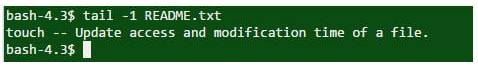 bash-4.3$ tail -1 README.txt
touch -- Update access and modification time of a file.
bash-4.3$